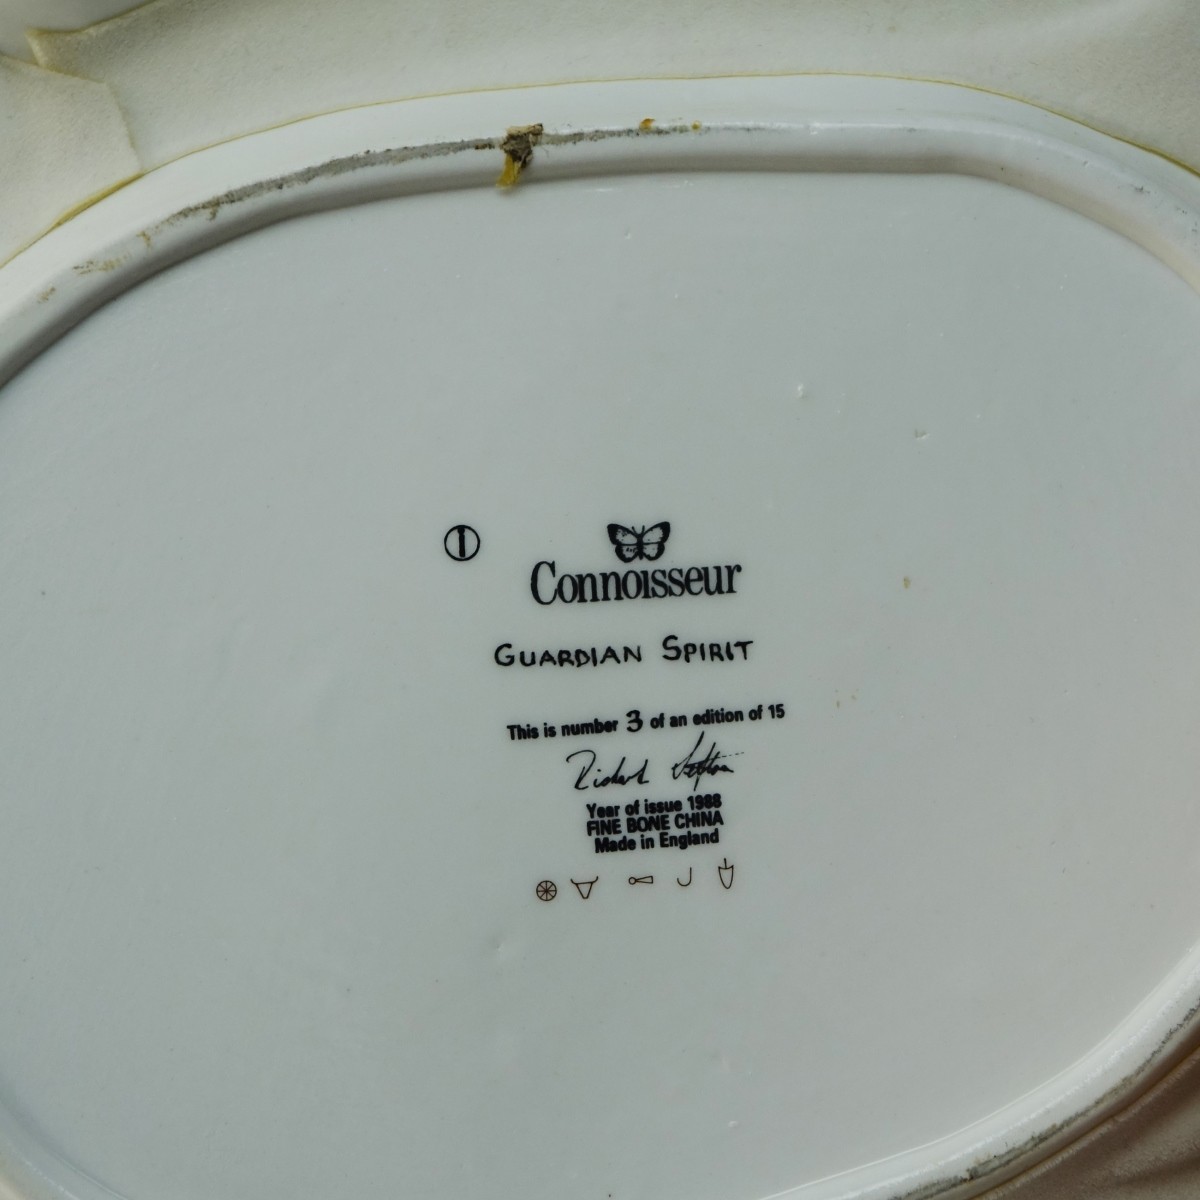 Connoisseur
GUARDIAN SPIRIT
This is number 3 of an edition of 15
Richard
Year of issue 1988
FINE BONE CHINA
Made in England